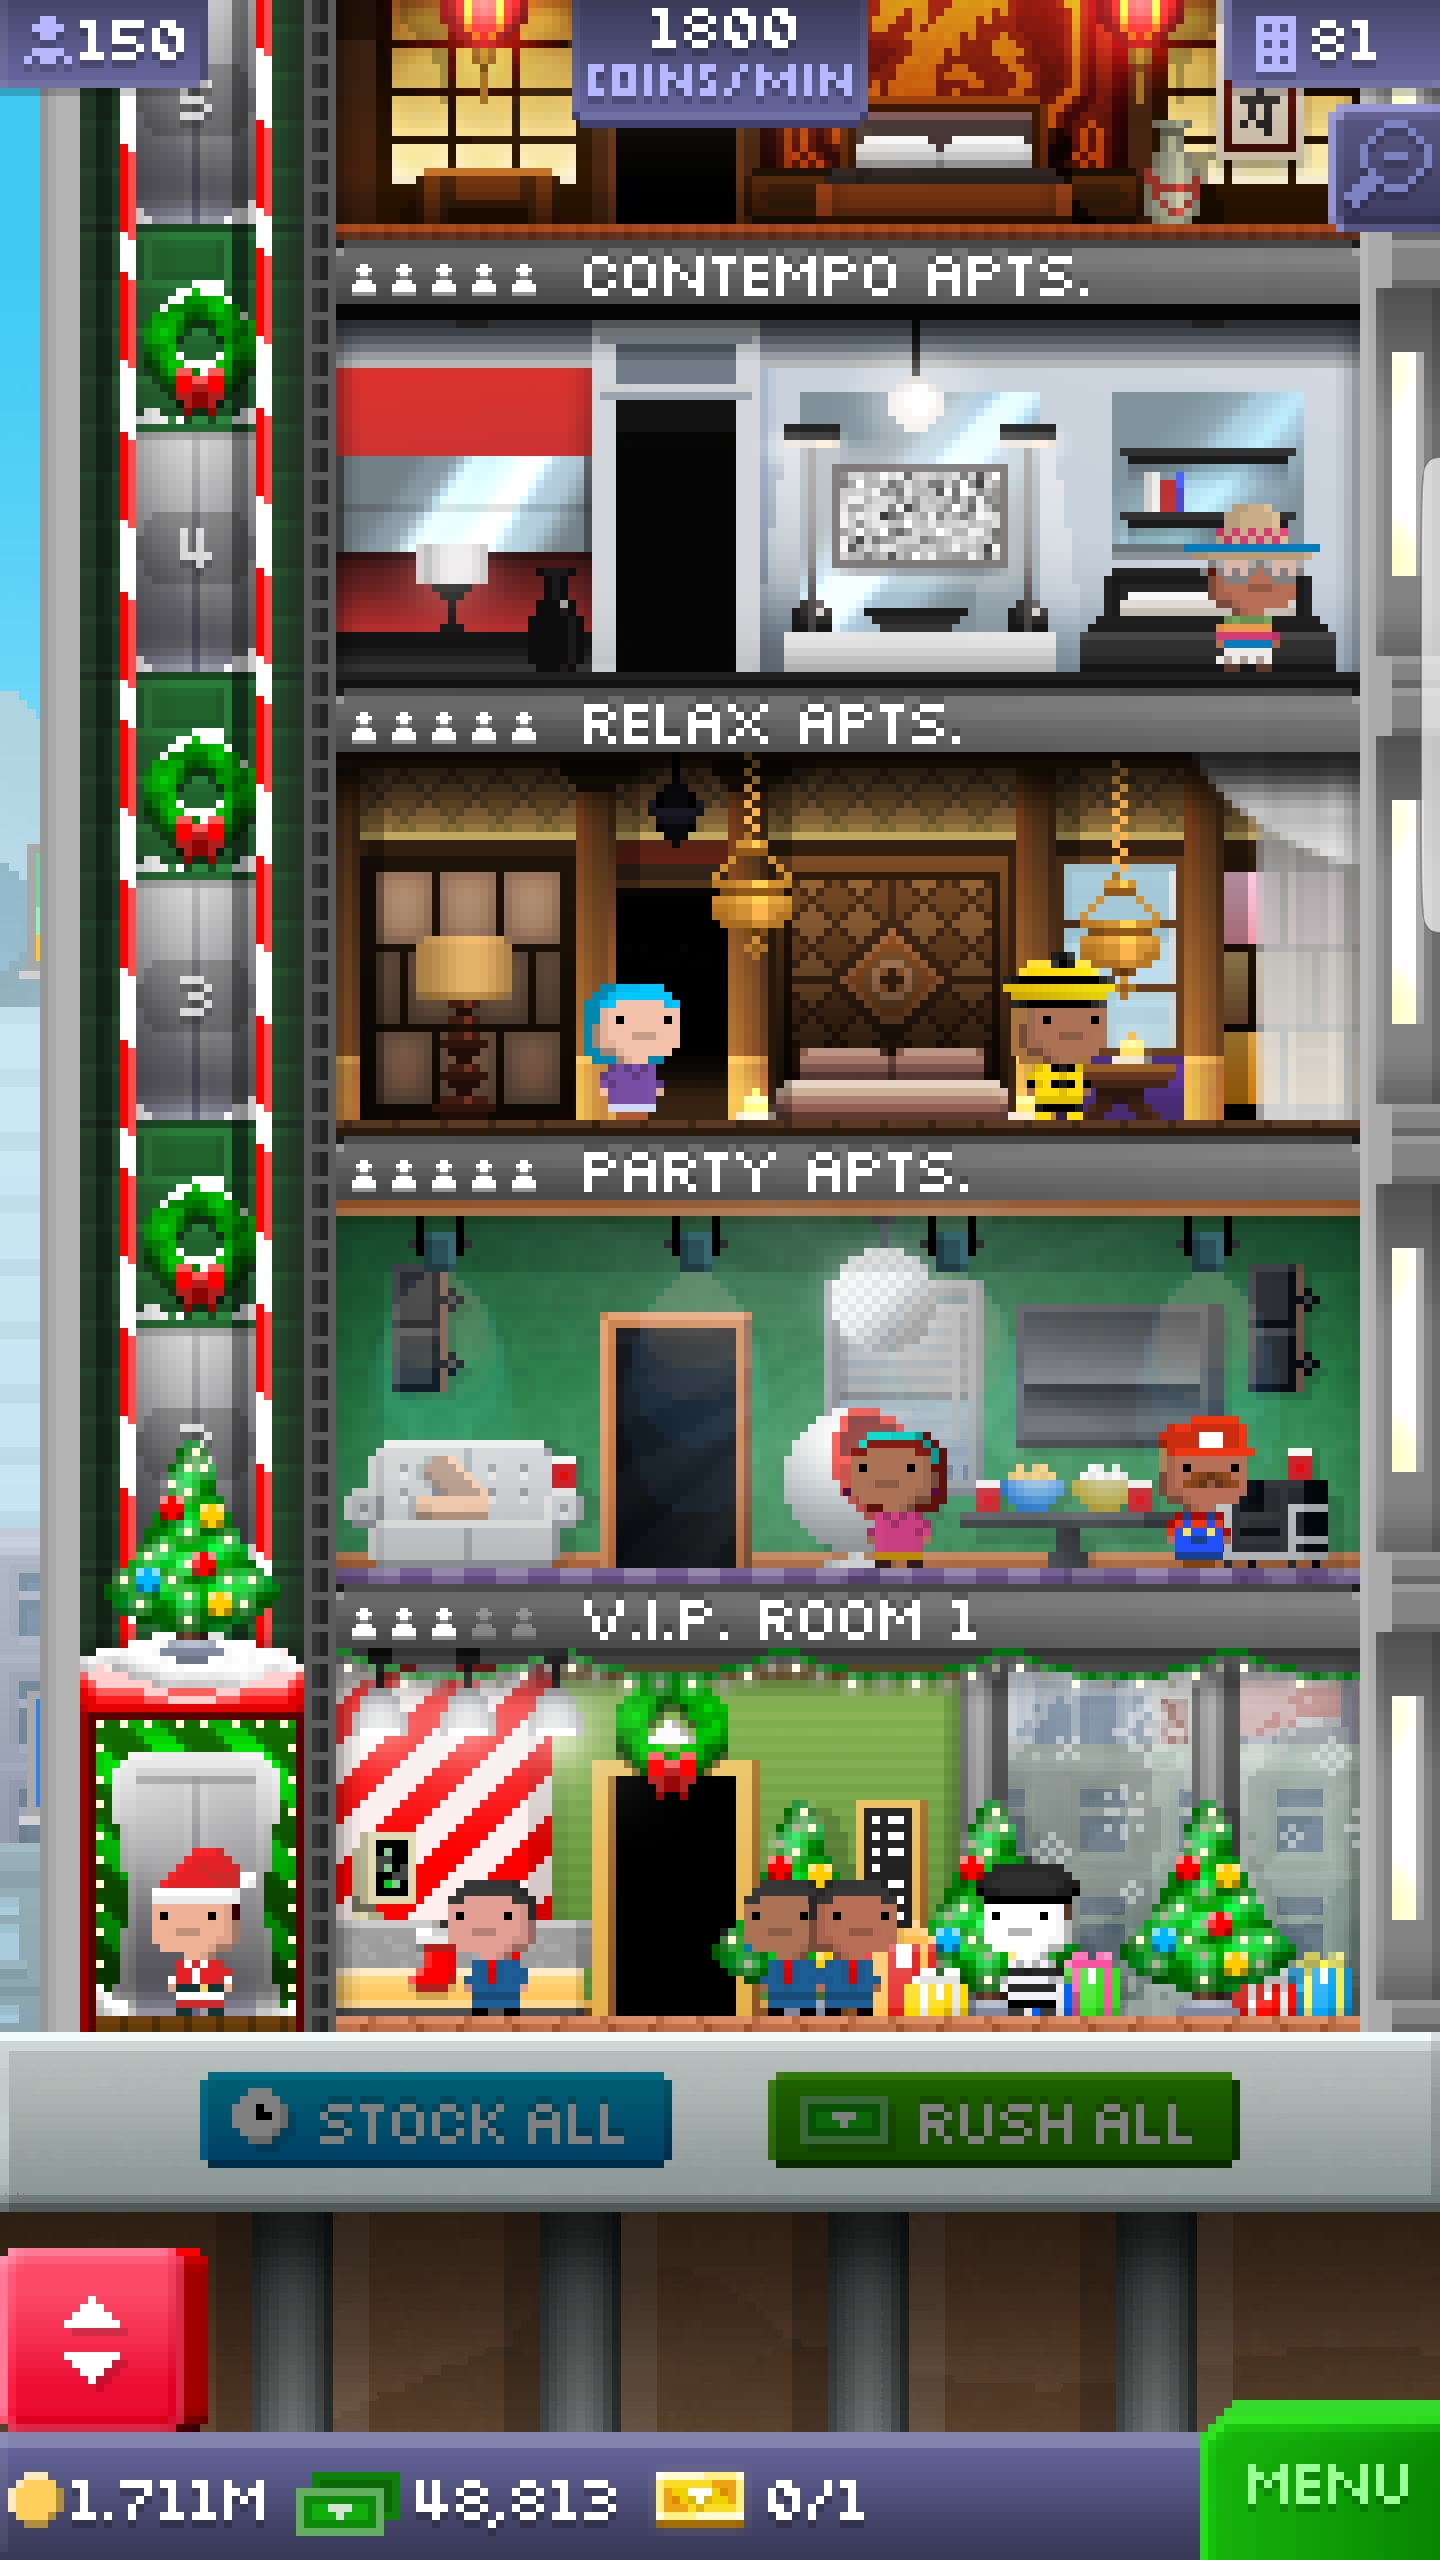 150
1800
COINS/MIN
81
5
CONTEMPO APTS.
4
RELAX APTS.
3
PARTY APTS.
2
V.I.P. ROOM 1
STOCK ALL
RUSH ALL
1.711M
48,813
0/1
MENU